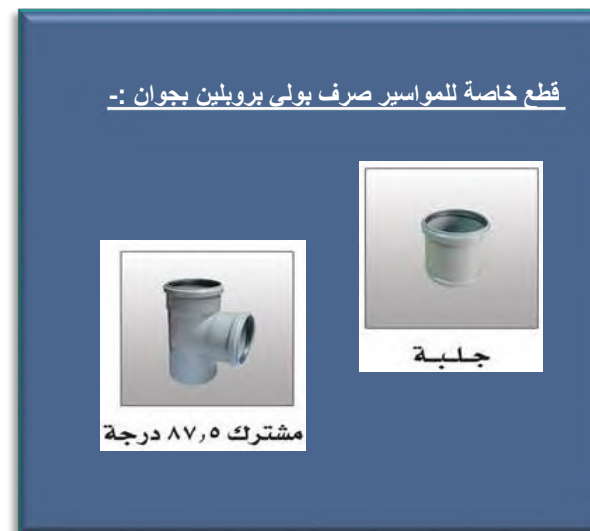 قطع خاصة للمواسير صرف بولى بروبلين بجوان :-
جلبة
مشترك ٨٧,٥ درجة